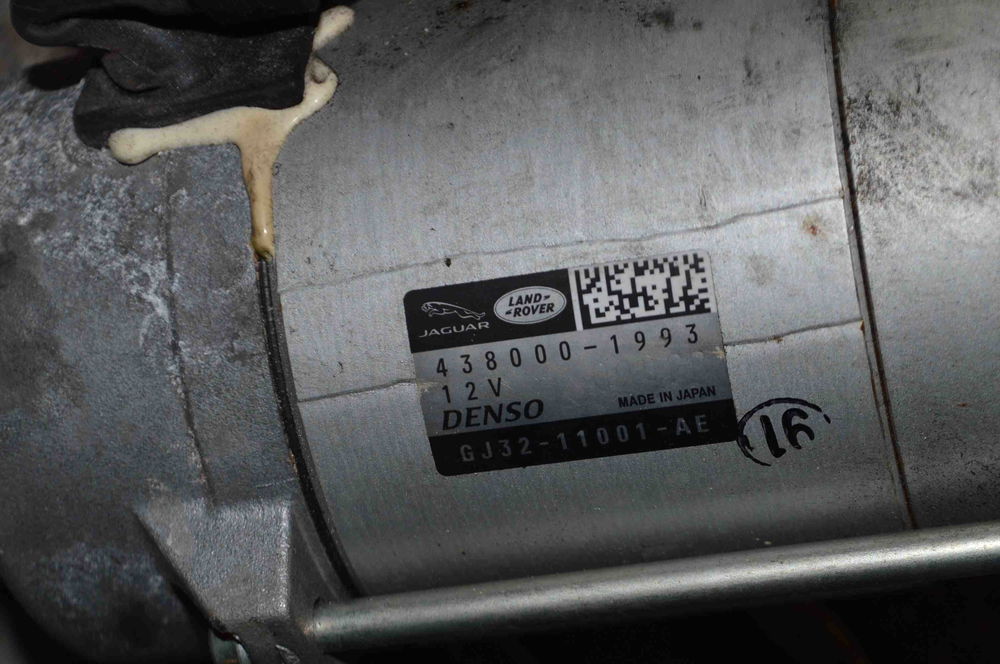 JAGUAR
LAND-
-ROVER
438000-1993
12V
DENSO
MADE IN JAPAN
GJ32-11001-AE
16